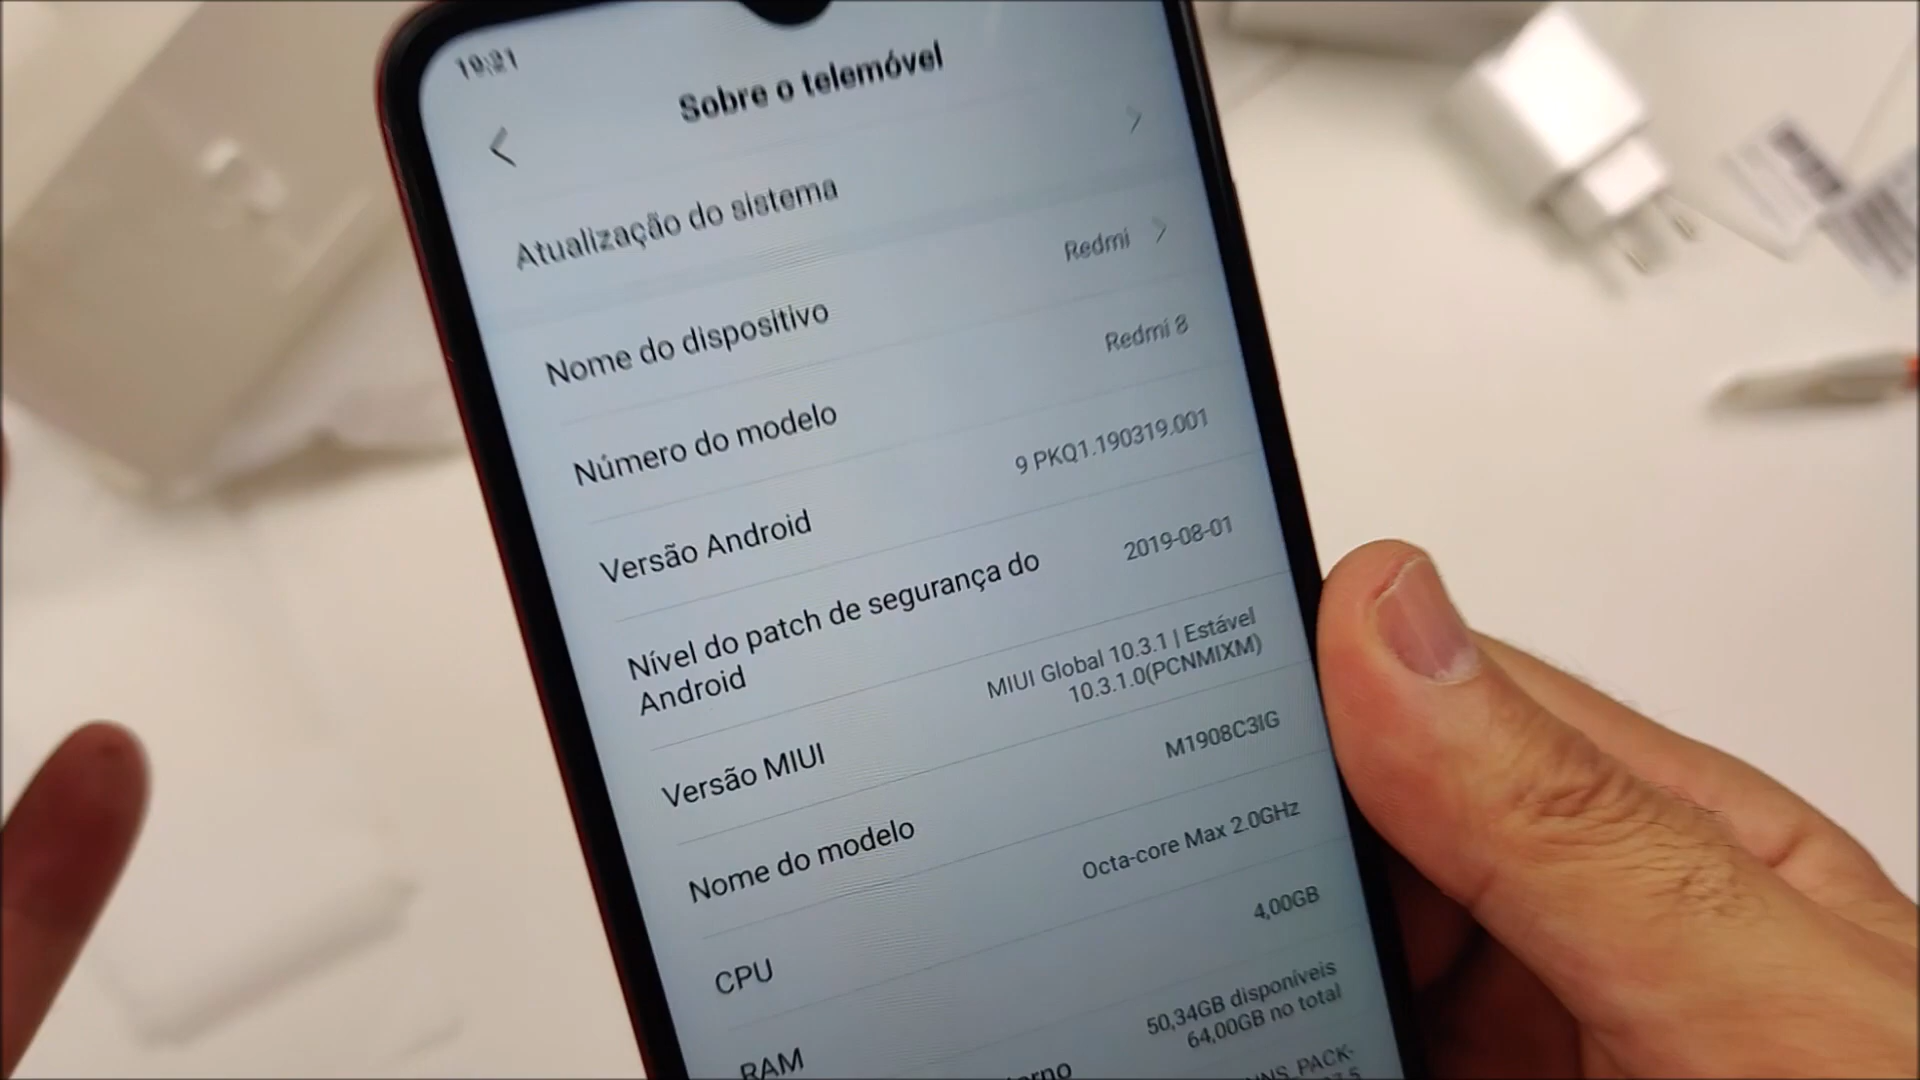 19:21
Sobre o telemóvel
Atualização do sistema
Nome do dispositivo Redmi
Número do modelo Redmi 8
Versão Android 9 PKQ1.190319.001
Nível do patch de segurança do Android 2019-08-01
Versão MIUI MIUI Global 10.3.1 | Estável
10.3.1.0(PCNMIXM)
Nome do modelo M1908C3IG
CPU Octa-core Max 2.0GHz
RAM 4,00GB
50,34GB disponíveis
64,00GB no total